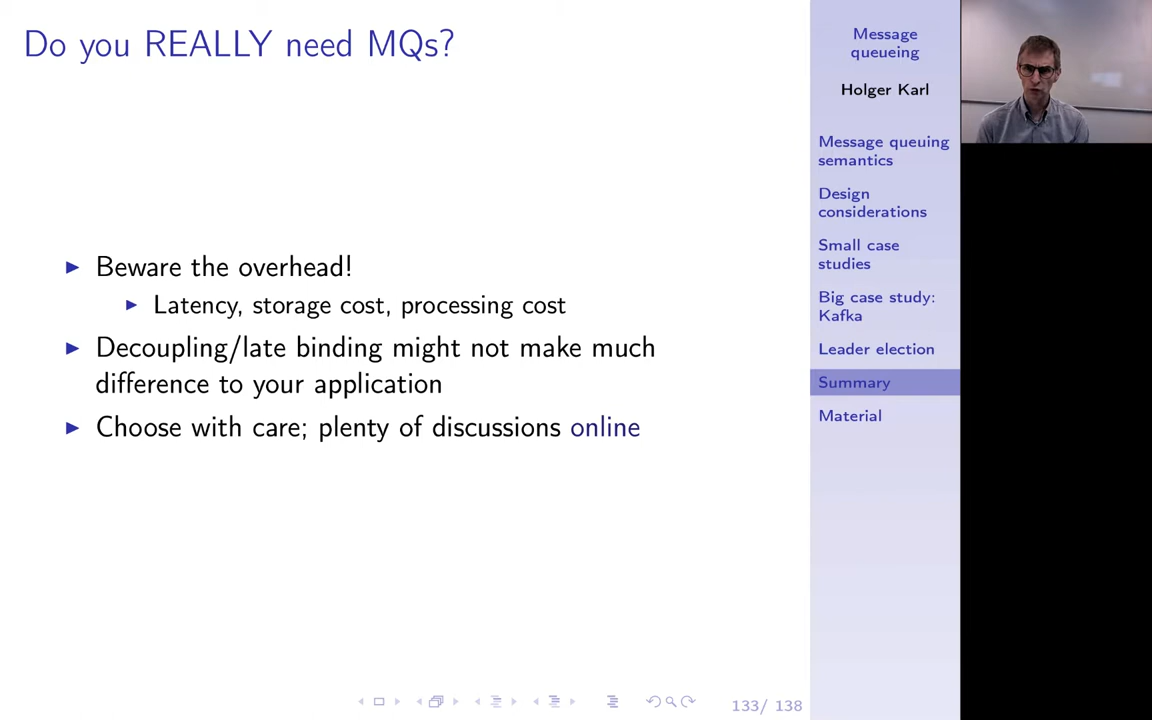 Do you REALLY need MQs?
Beware the overhead!
Latency, storage cost, processing cost
Decoupling/late binding might not make much
difference to your application
Choose with care; plenty of discussions online
133/ 138
Message
queueing
Holger Karl
Message queuing
semantics
Design
considerations
Small case
studies
Big case study:
Kafka
Leader election
Summary
Material